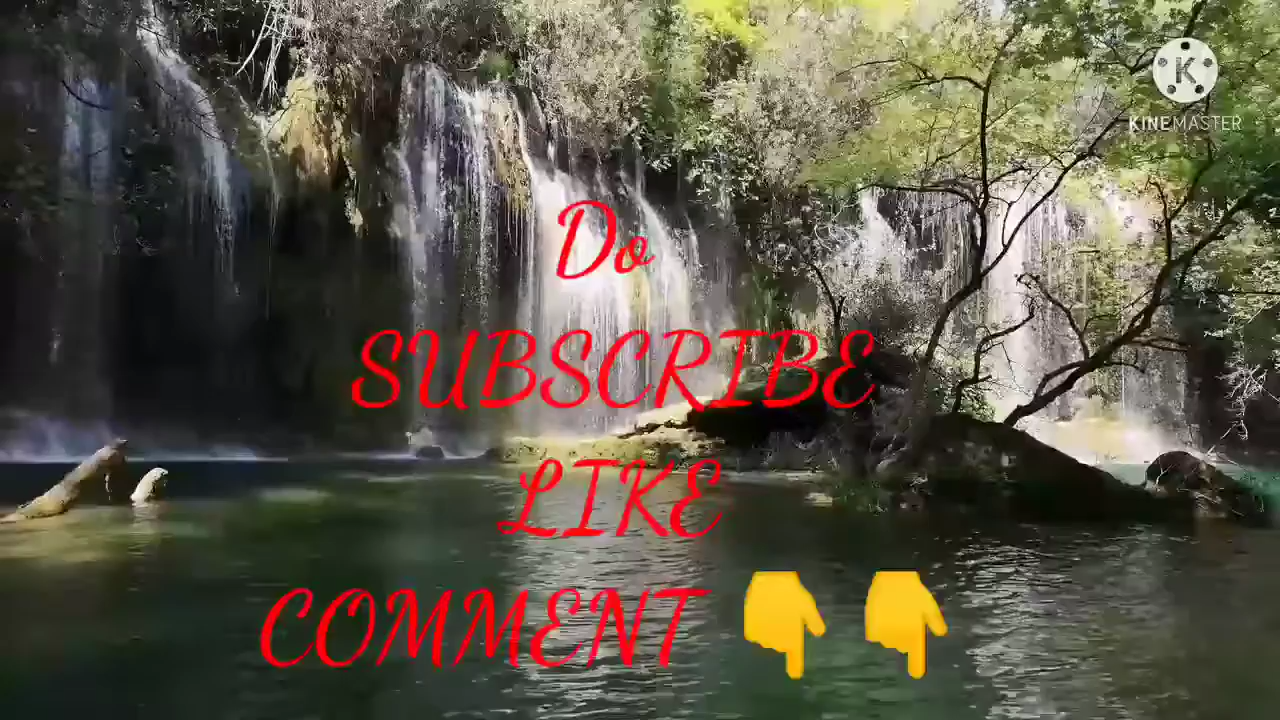 K
KINEMASTER
Do
SUBSCRIBE
LIKE
COMMENT 👇 👇